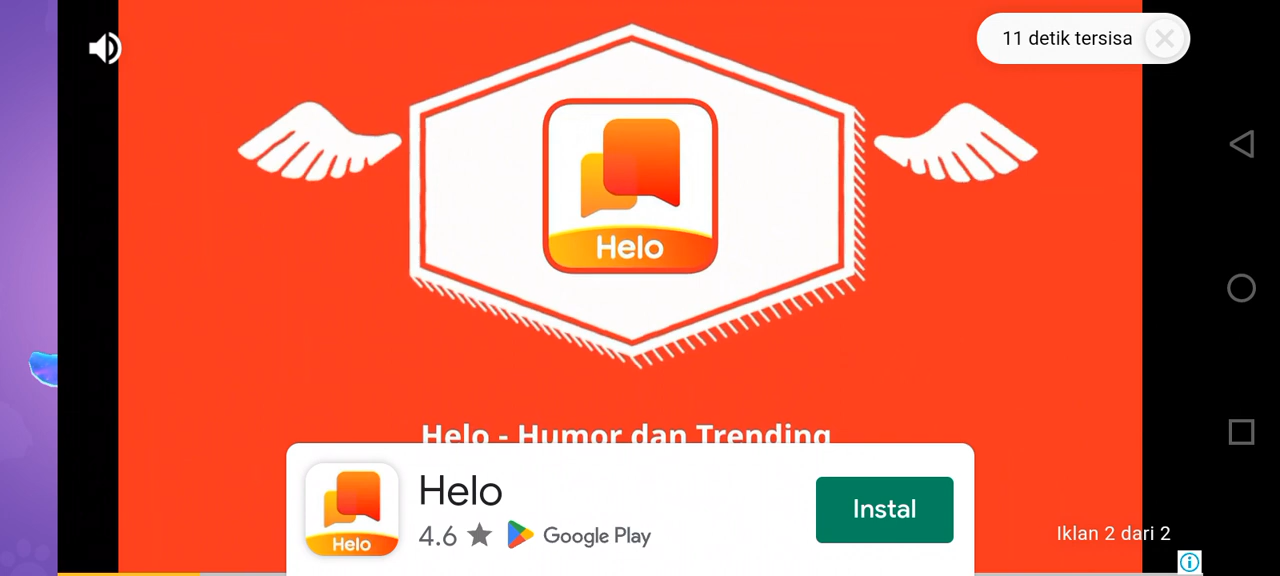 11 detik tersisa
Helo
Helo - Humor dan Trending
Helo
Helo
4.6 ★ Google Play
Instal
Iklan 2 dari 2